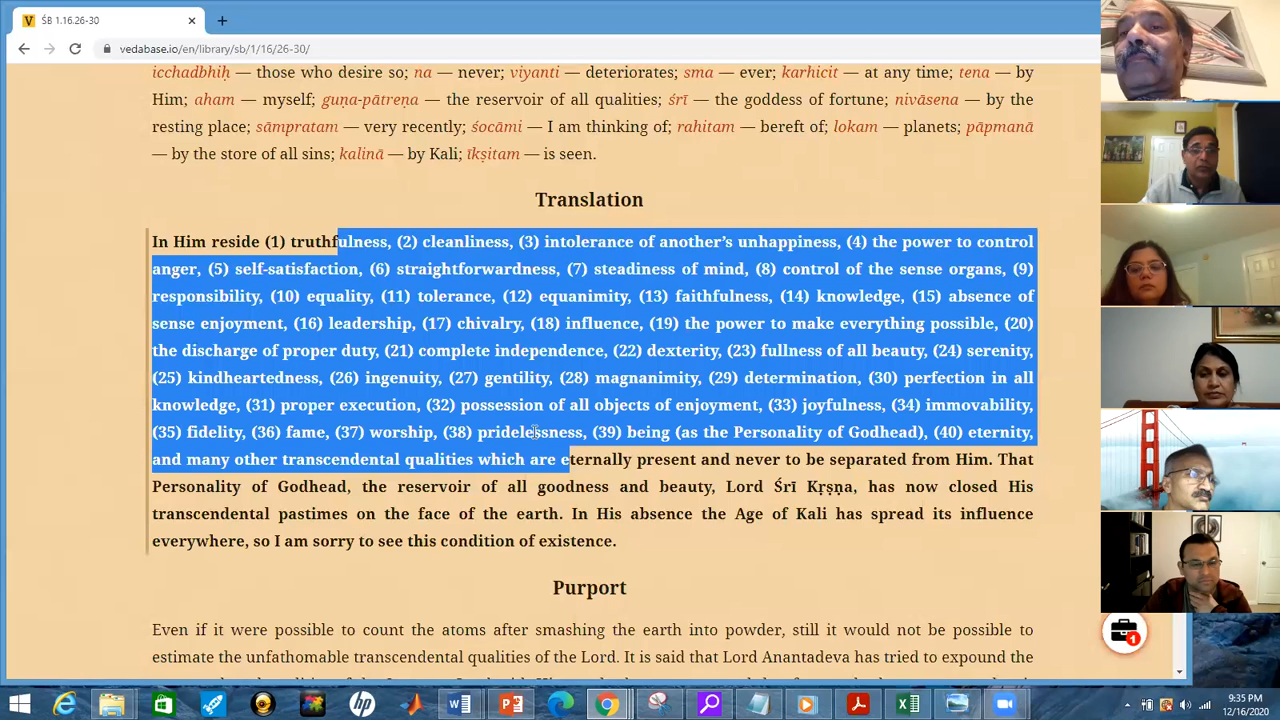 ŚB 1.16.26-30
vedabase.io/en/library/sb/1/16/26-30/
icchadbhiḥ — those who desire so; na — never; viyanti — deteriorates; sma — ever; karhicit — at any time; tena — by
Him; aham — myself; guṇa-pātreṇa — the reservoir of all qualities; śrī — the goddess of fortune; nivāsena — by the
resting place; sāmpratam — very recently; śocāmi — I am thinking of; rahitam — bereft of; lokam — planets; pāpmanā
— by the store of all sins; kalinā — by Kali; īkṣitam — is seen.
Translation
In Him reside (1) truthfulness, (2) cleanliness, (3) intolerance of another’s unhappiness, (4) the power to control
anger, (5) self-satisfaction, (6) straightforwardness, (7) steadiness of mind, (8) control of the sense organs, (9)
responsibility, (10) equality, (11) tolerance, (12) equanimity, (13) faithfulness, (14) knowledge, (15) absence of
sense enjoyment, (16) leadership, (17) chivalry, (18) influence, (19) the power to make everything possible, (20)
the discharge of proper duty, (21) complete independence, (22) dexterity, (23) fullness of all beauty, (24) serenity,
(25) kindheartedness, (26) ingenuity, (27) gentility, (28) magnanimity, (29) determination, (30) perfection in all
knowledge, (31) proper execution, (32) possession of all objects of enjoyment, (33) joyfulness, (34) immovability,
(35) fidelity, (36) fame, (37) worship, (38) pridelessness, (39) being (as the Personality of Godhead), (40) eternity,
and many other transcendental qualities which are eternally present and never to be separated from Him. That
Personality of Godhead, the reservoir of all goodness and beauty, Lord Śrī Kṛṣṇa, has now closed His
transcendental pastimes on the face of the earth. In His absence the Age of Kali has spread its influence
everywhere, so I am sorry to see this condition of existence.
Purport
Even if it were possible to count the atoms after smashing the earth into powder, still it would not be possible to
estimate the unfathomable transcendental qualities of the Lord. It is said that Lord Anantadeva has tried to expound the
1
9:35 PM
12/16/2020